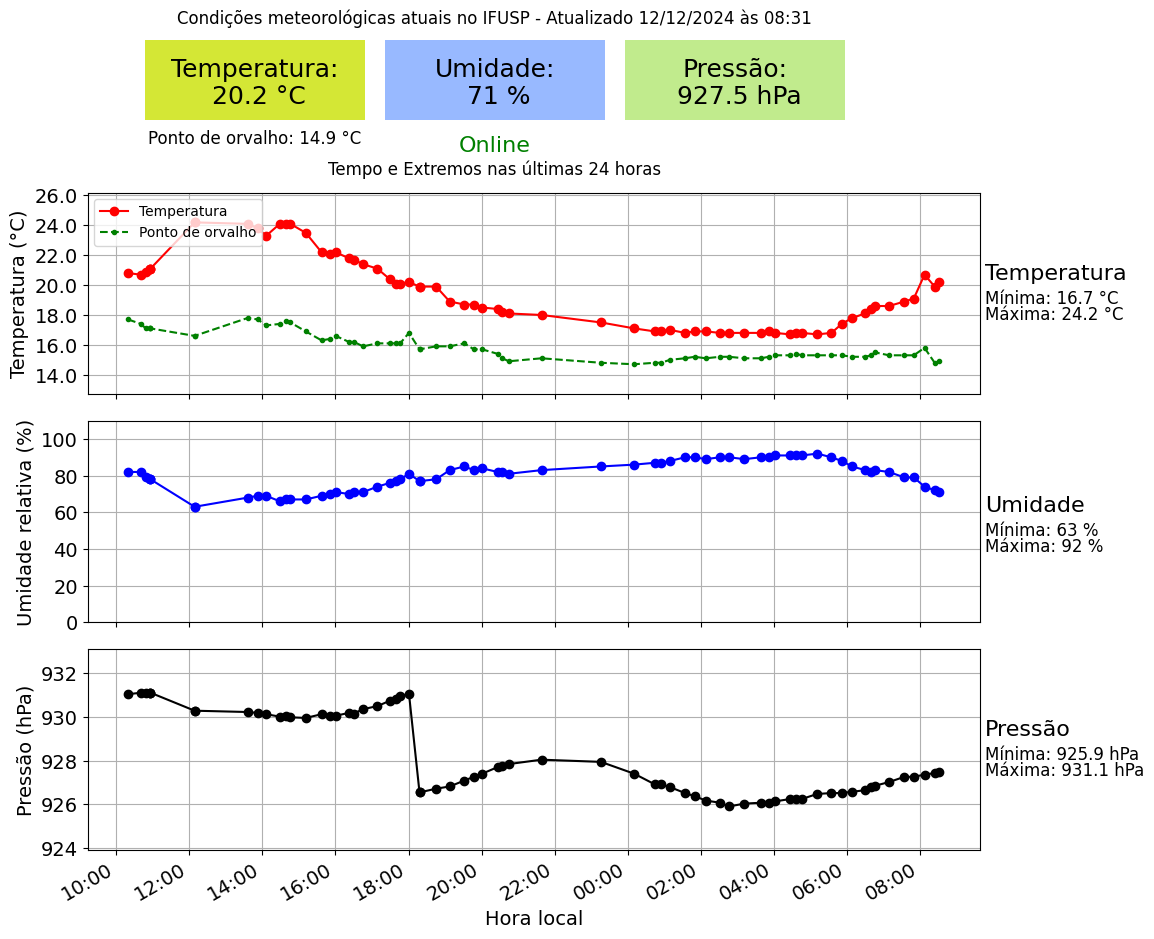 Condições meteorológicas atuais no IFUSP - Atualizado 12/12/2024 às 08:31
Temperatura:
20.2 °C
Umidade:
71 %
Pressão:
927.5 hPa
Ponto de orvalho: 14.9 °C
Online
Tempo e Extremos nas últimas 24 horas
Temperatura (°C)
26.0
24.0
22.0
20.0
18.0
16.0
14.0
Temperatura
Ponto de orvalho
Temperatura
Mínima: 16.7 °C
Máxima: 24.2 °C
Umidade relativa (%)
100
80
60
40
20
0
Umidade
Mínima: 63 %
Máxima: 92 %
Pressão (hPa)
932
930
928
926
924
Pressão
Mínima: 925.9 hPa
Máxima: 931.1 hPa
10:00
12:00
14:00
16:00
18:00
20:00
22:00
00:00
02:00
04:00
06:00
08:00
Hora local